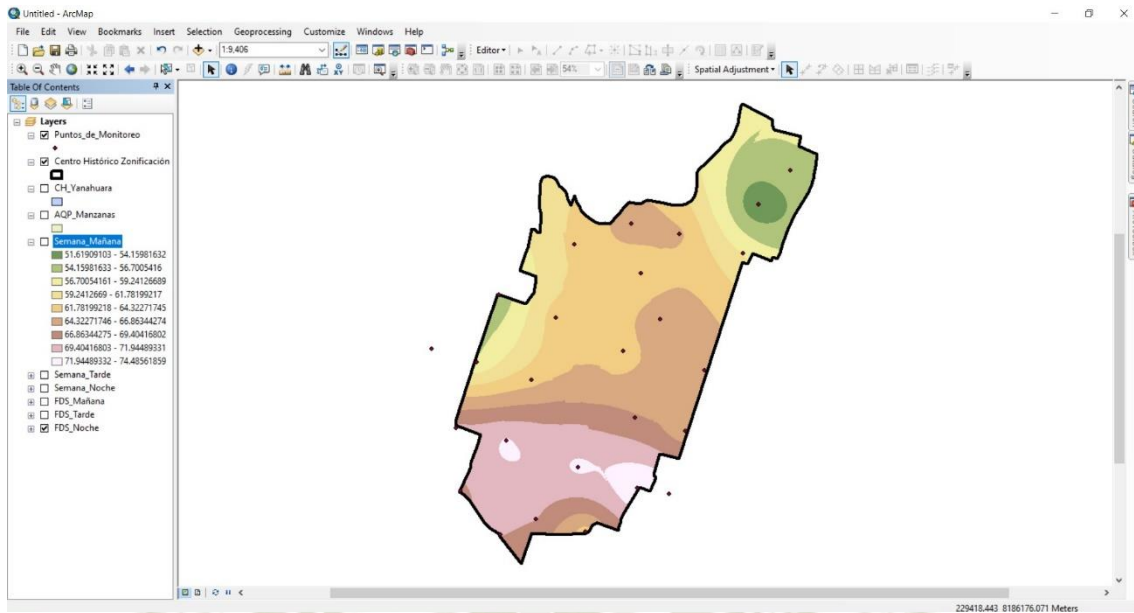 Untitled - ArcMap
File Edit View Bookmarks Insert Selection Geoprocessing Customize Windows Help
1:9,406
Editor
54%
Spatial Adjustment
Table Of Contents
Layers
Puntos_de_Monitoreo
Centro Histórico Zonificación
CH_Yanahuara
AQP_Manzanas
Semana_Mañana
51.61909103 - 54.15981632
54.15981633 - 56.7005416
56.70054161 - 59.24126689
59.2412669 - 61.78199217
61.78199218 - 64.32271745
64.32271746 - 66.86344274
66.86344275 - 69.40416802
69.40416803 - 71.94489331
71.94489332 - 74.48561859
Semana_Tarde
Semana_Noche
FDS_Mañana
FDS_Tarde
FDS_Noche
229418.443 8186176.071 Meters